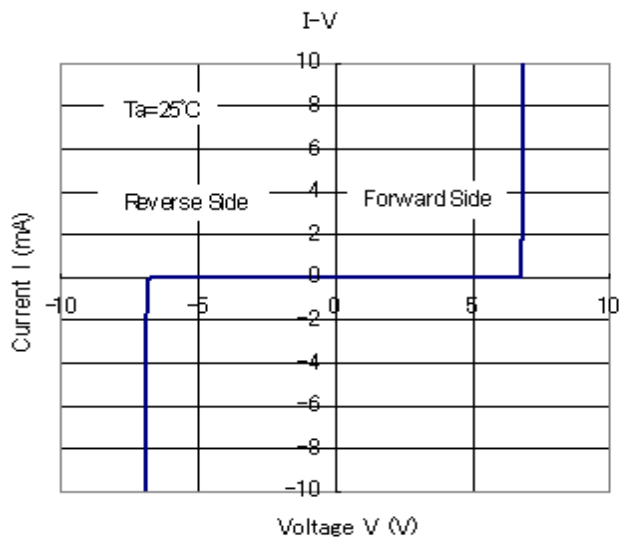 I-V
10
8
Ta=25℃
6
4
Reverse Side
Forward Side
2
0
-10
-5
0
5
10
-2
-4
-6
-8
-10
Current I (mA)
Voltage V (V)